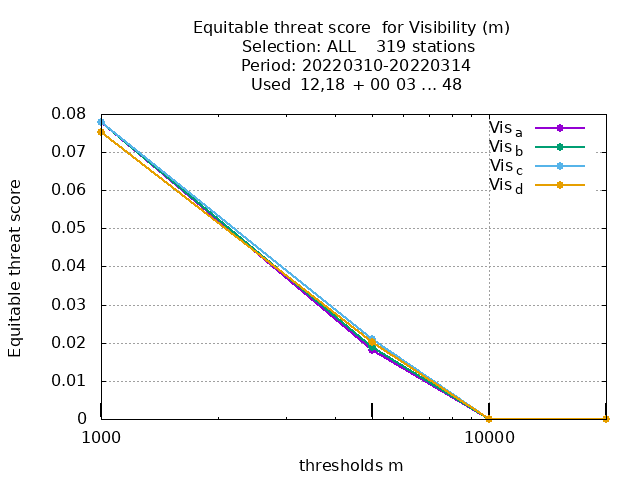 Equitable threat score  for Visibility (m)
Selection: ALL    319 stations
Period: 20220310-20220314
Used  12,18 + 00 03 ... 48
Equitable threat score
0.08
0.07
0.06
0.05
0.04
0.03
0.02
0.01
0
Vis a
Vis b
Vis c
Vis d
1000
10000
thresholds m